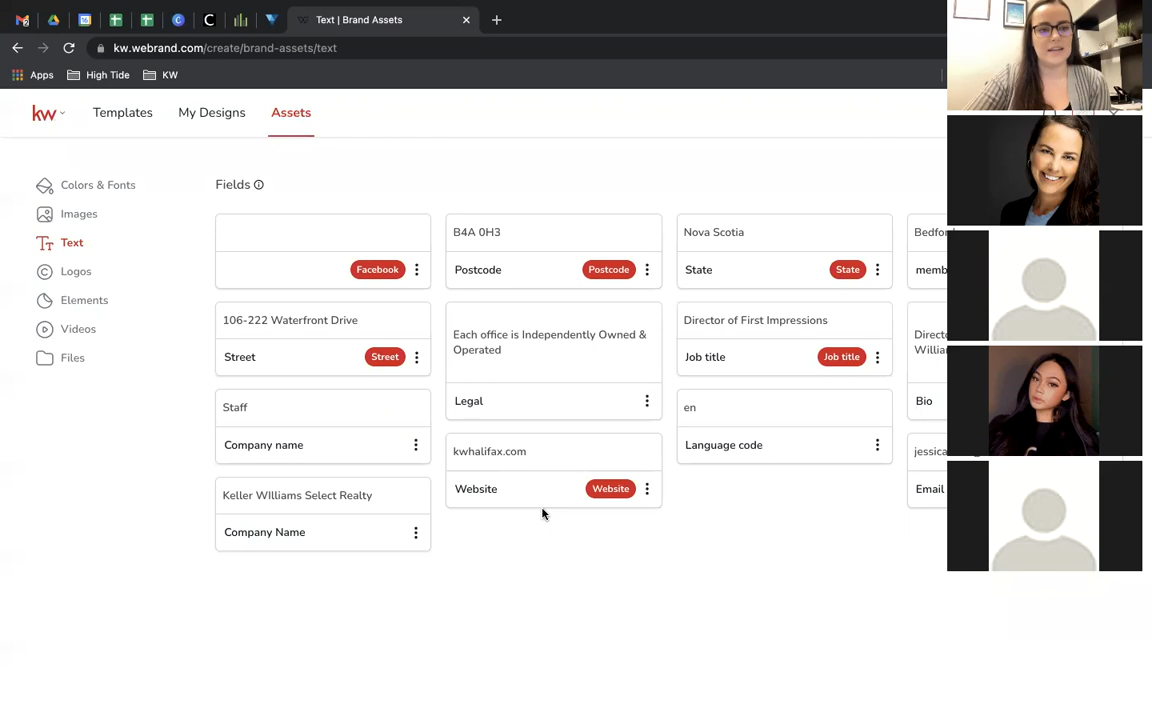 Text | Brand Assets
kw.webrand.com/create/brand-assets/text
Apps
High Tide
KW
kw
Templates
My Designs
Assets
Colors & Fonts
Images
Text
Logos
Elements
Videos
Files
Fields
Facebook
B4A 0H3
Postcode
Postcode
Nova Scotia
State
State
106-222 Waterfront Drive
Street
Street
Each office is Independently Owned &
Operated
Legal
Director of First Impressions
Job title
Job title
Bio
Staff
Company name
kwhalifax.com
Website
Website
en
Language code
jessica
Email
Keller WIlliams Select Realty
Company Name